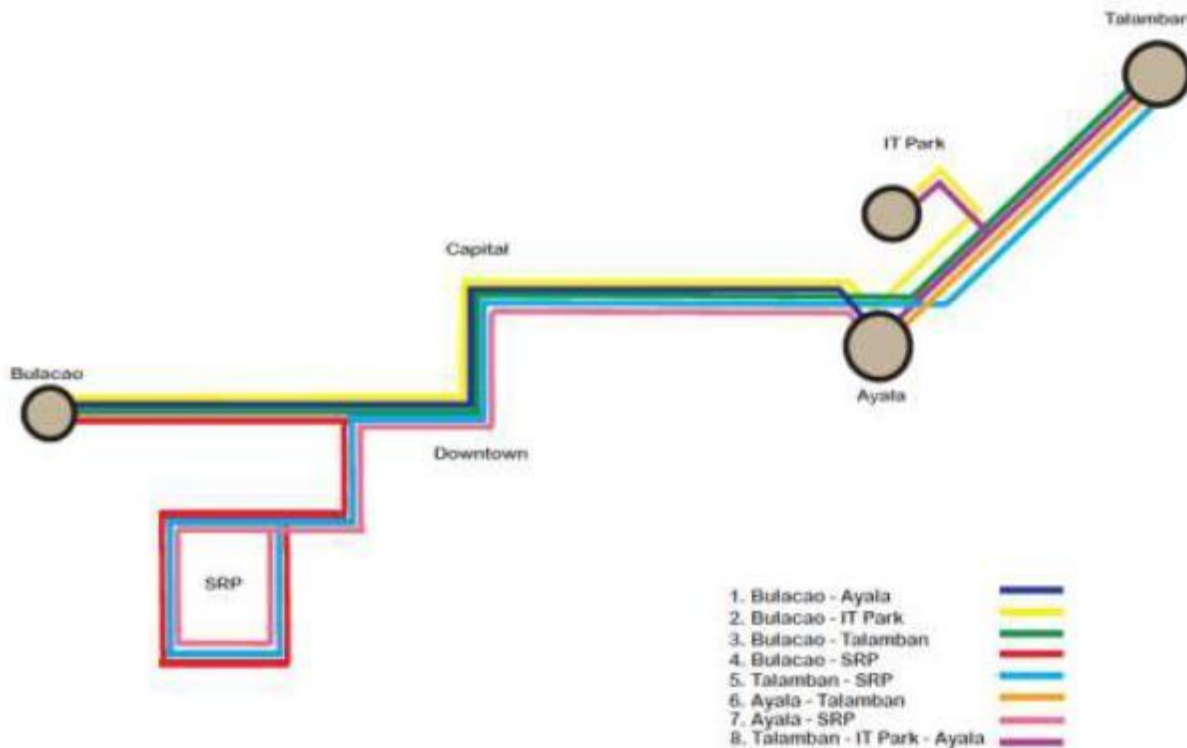 Talamban
IT Park
Capital
Bulacao
Ayala
Downtown
SRP
1. Bulacao - Ayala
2. Bulacao - IT Park
3. Bulacao - Talamban
4. Bulacao - SRP
5. Talamban - SRP
6. Ayala - Talamban
7. Ayala - SRP
8. Talamban - IT Park - Ayala